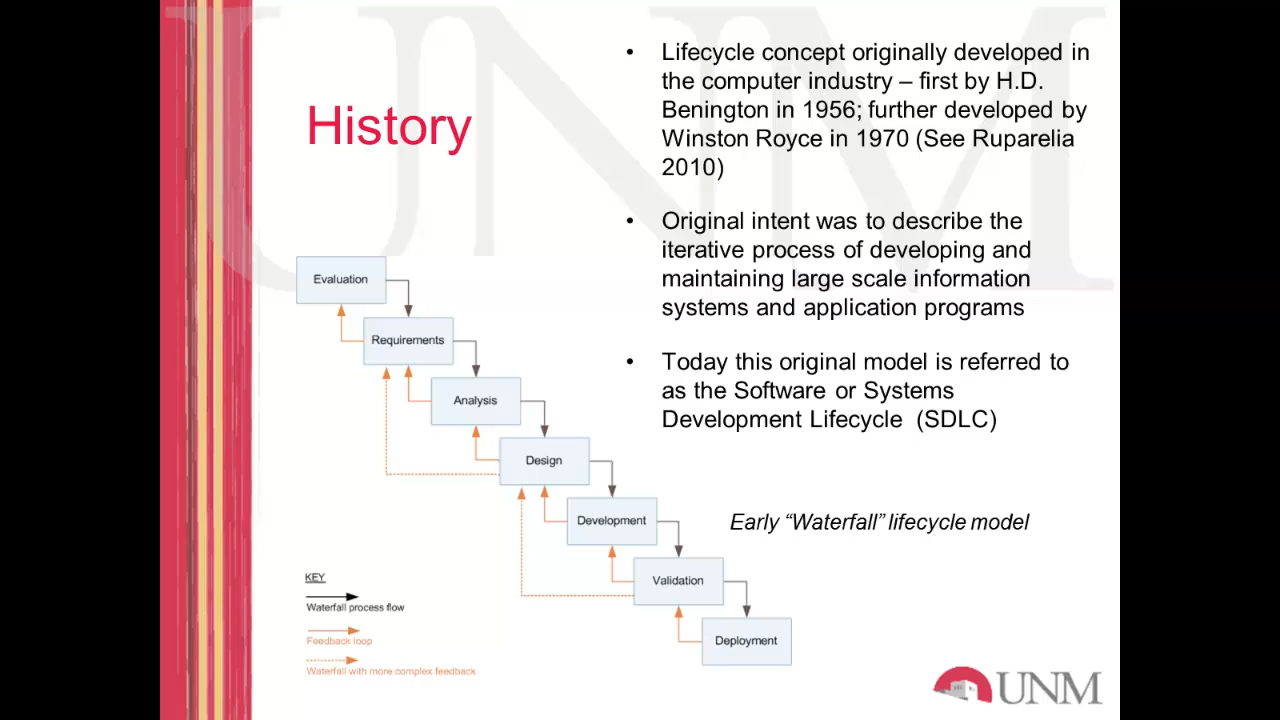 History
• Lifecycle concept originally developed in
the computer industry – first by H.D.
Benington in 1956; further developed by
Winston Royce in 1970 (See Ruparelia
2010)
• Original intent was to describe the
iterative process of developing and
maintaining large scale information
systems and application programs
• Today this original model is referred to
as the Software or Systems
Development Lifecycle (SDLC)
Evaluation
Requirements
Analysis
Design
Development
Validation
Deployment
Early “Waterfall” lifecycle model
KEY
Waterfall process flow
Feedback loop
Waterfall with more complex feedback
UNM
UNM